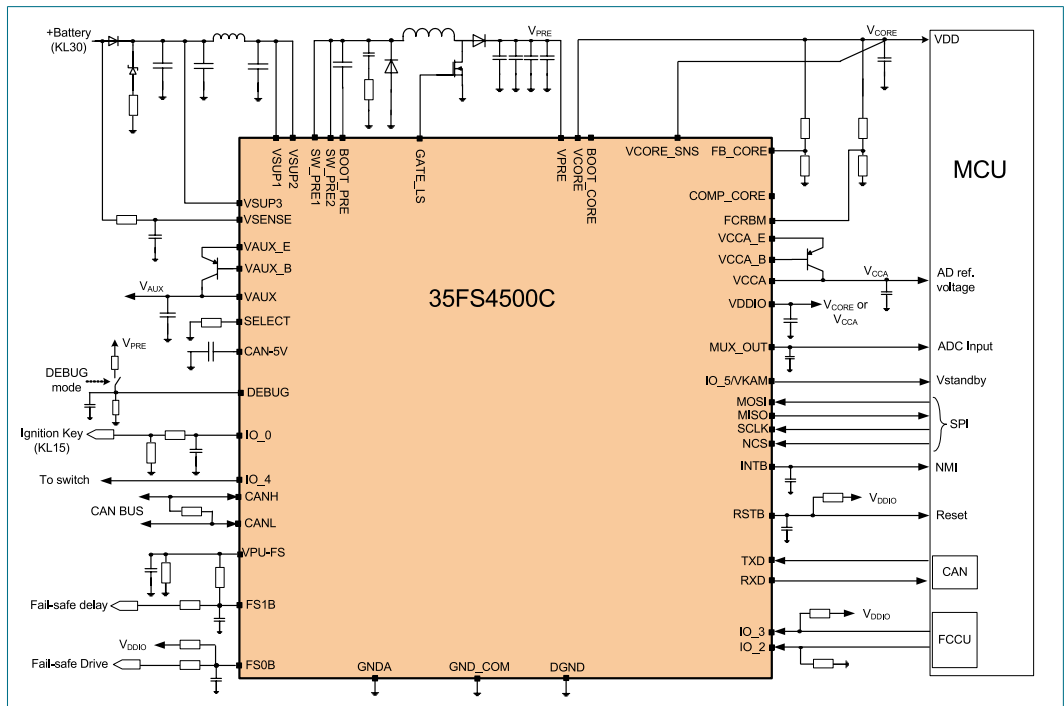 +Battery
(KL30)
VPRE
VCORE
VDD
VSUP1
VSUP2
SW_PRE1
SW_PRE2
BOOT_PRE
GATE_LS
VPRE
VCORE
BOOT_CORE
VCORE_SNS
FB_CORE
COMP_CORE
FCRBM
VCCA_E
VCCA_B
VCCA
VDDIO
MUX_OUT
IO_5/VKAM
MOSI
MISO
SCLK
NCS
INTB
RSTB
TXD
RXD
IO_3
IO_2
VSUP3
VSENSE
VAUX_E
VAUX_B
VAUX
SELECT
CAN-5V
DEBUG
IO_0
IO_4
CANH
CANL
VPU-FS
FS1B
FS0B
GNDA
GND_COM
DGND
35FS4500C
VAUX
VPRE
DEBUG
mode
Ignition Key
(KL15)
To switch
CAN BUS
Fail-safe delay
VDDIO
Fail-safe Drive
MCU
VCCA
AD ref.
voltage
VCORE or
VCCA
ADC Input
Vstandby
SPI
NMI
VDDIO
Reset
CAN
VDDIO
FCCU